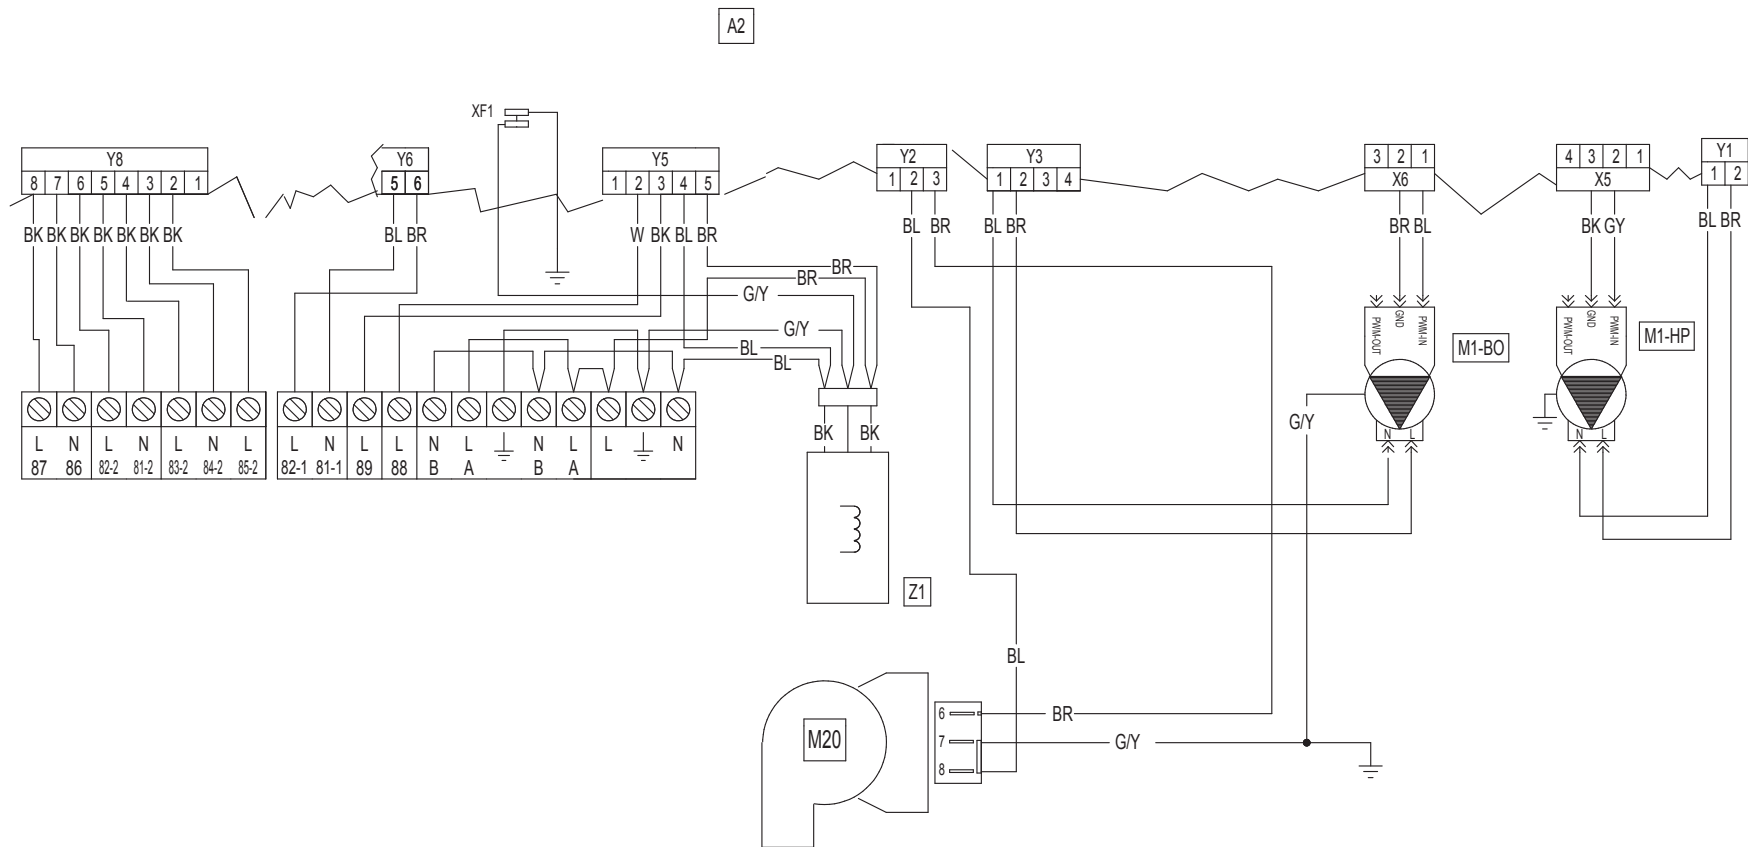 A2
XF1
Y8
8 7 6 5 4 3 2 1
Y6
5 6
Y5
1 2 3 4 5
Y2
1 2 3
Y3
1 2 3 4
3 2 1
X6
4 3 2 1
X5
Y1
1 2
BK BK BK BK BK BK BK
BL BR
W BK BL BR
BL BR
BL BR
BR BL
BK GY
BL BR
BR
BR
G/Y
G/Y
BL
BL
PWM-OUT GND PWM-IN
M1-BO
PWM-OUT GND PWM-IN
M1-HP
G/Y
N L
N L
L N L N L N L
87 86 82-2 81-2 83-2 84-2 85-2
L N L L N L N L L N
82-1 81-1 89 88 B A B A
BK BK
Z1
BL
M20
6
BR
7
G/Y
8